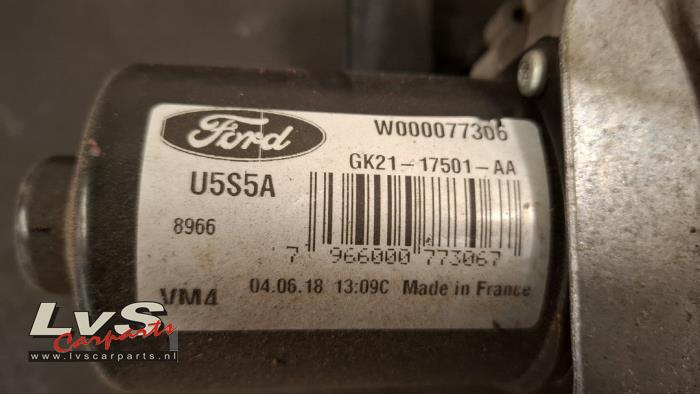 Ford
W000077306
GK21-17501-AA
U5S5A
8966
7 966000 773067
VM4
04.06.18 13:09C Made in France
LvS
Carparts
www.lvscarparts.nl